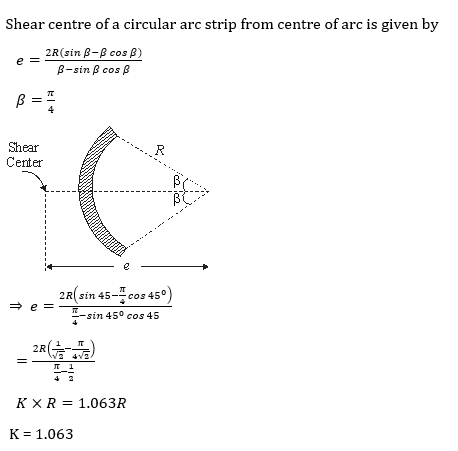 Shear centre of a circular arc strip from centre of arc is given by
e = 2R(sin β−β cos β) / β−sin β cos β
β = π/4
Shear
Center
R
β
β
e
⇒ e = 2R(sin 45−π/4 cos 45⁰) / π/4−sin 45⁰ cos 45
= 2R(1/√2−π/4√2) / π/4−1/2
K × R = 1.063R
K = 1.063